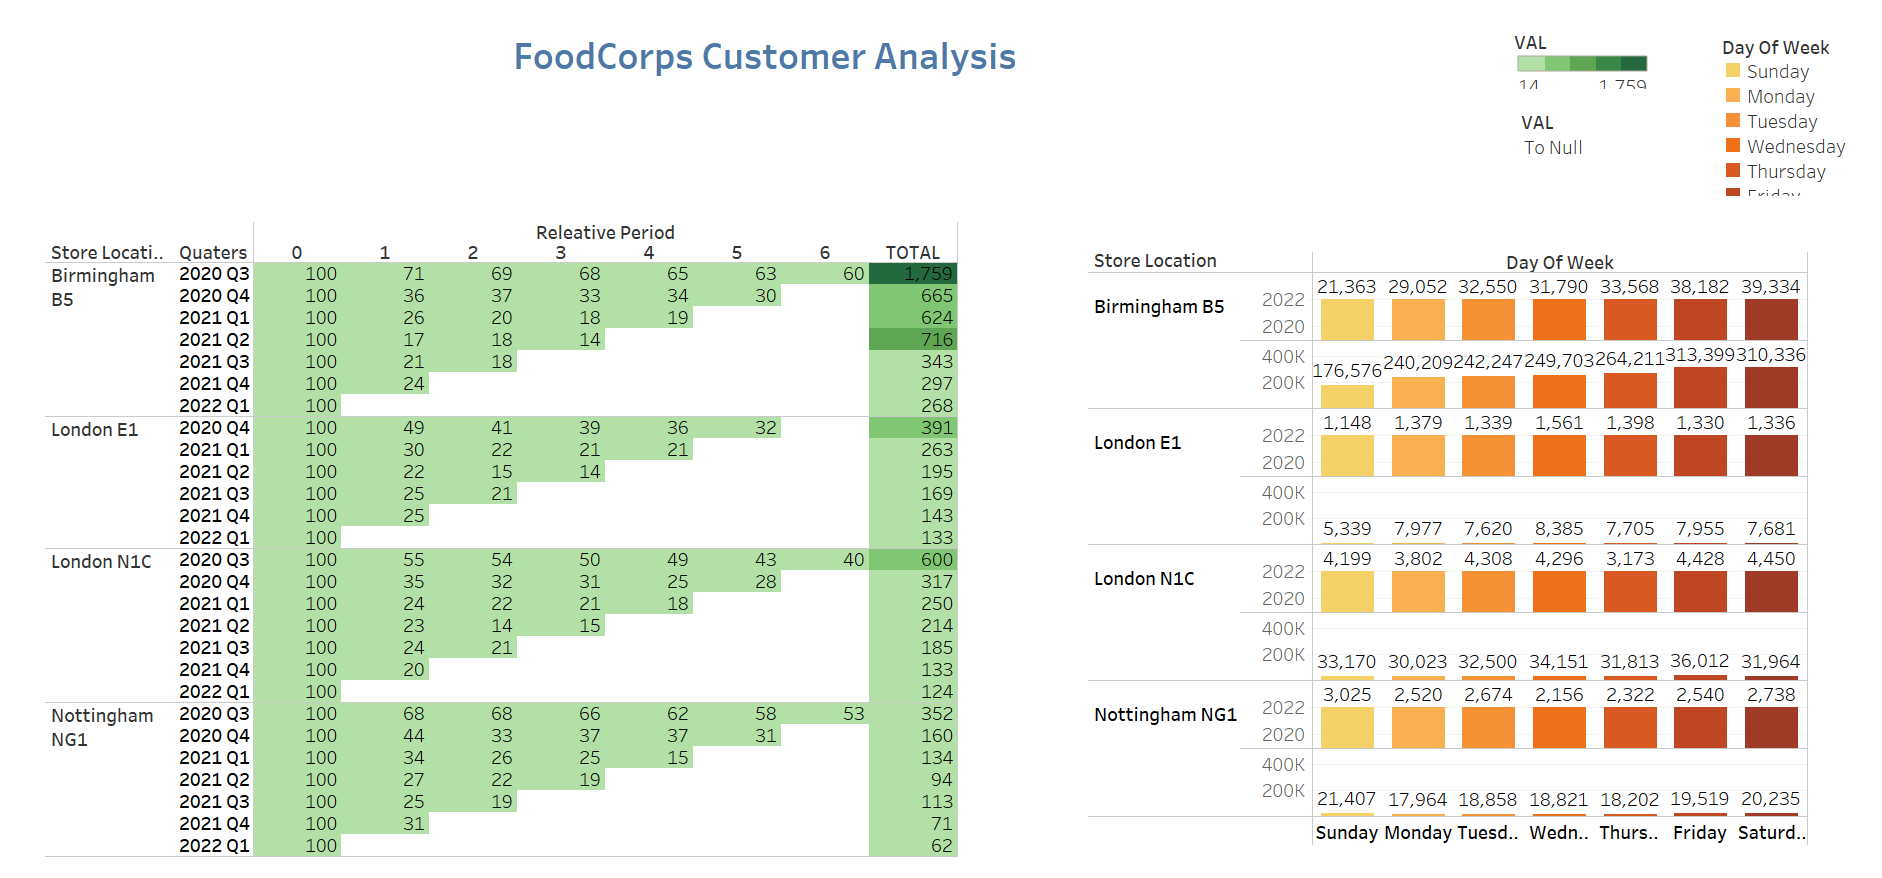 FoodCorps Customer Analysis
VAL
14 1,759
VAL
To Null
Day Of Week
Sunday
Monday
Tuesday
Wednesday
Thursday
Friday
Releative Period
Store Locati.. Quaters 0 1 2 3 4 5 6 TOTAL
Birmingham B5 2020 Q3 100 71 69 68 65 63 60 1,759
2020 Q4 100 36 37 33 34 30 665
2021 Q1 100 26 20 18 19 624
2021 Q2 100 17 18 14 716
2021 Q3 100 21 18 343
2021 Q4 100 24 297
2022 Q1 100 268
London E1 2020 Q4 100 49 41 39 36 32 391
2021 Q1 100 30 22 21 21 263
2021 Q2 100 22 15 14 195
2021 Q3 100 25 21 169
2021 Q4 100 25 143
2022 Q1 100 133
London N1C 2020 Q3 100 55 54 50 49 43 40 600
2020 Q4 100 35 32 31 25 28 317
2021 Q1 100 24 22 21 18 250
2021 Q2 100 23 14 15 214
2021 Q3 100 24 21 185
2021 Q4 100 20 133
2022 Q1 100 124
Nottingham NG1 2020 Q3 100 68 68 66 62 58 53 352
2020 Q4 100 44 33 37 37 31 160
2021 Q1 100 34 26 25 15 134
2021 Q2 100 27 22 19 94
2021 Q3 100 25 19 113
2021 Q4 100 31 71
2022 Q1 100 62
Store Location Day Of Week
21,363 29,052 32,550 31,790 33,568 38,182 39,334
Birmingham B5 2022
2020
400K
176,576 240,209 242,247 249,703 264,211 313,399 310,336
200K
1,148 1,379 1,339 1,561 1,398 1,330 1,336
London E1 2022
2020
400K
200K
5,339 7,977 7,620 8,385 7,705 7,955 7,681
4,199 3,802 4,308 4,296 3,173 4,428 4,450
London N1C 2022
2020
400K
200K
33,170 30,023 32,500 34,151 31,813 36,012 31,964
3,025 2,520 2,674 2,156 2,322 2,540 2,738
Nottingham NG1 2022
2020
400K
200K
21,407 17,964 18,858 18,821 18,202 19,519 20,235
Sunday Monday Tuesd.. Wedn.. Thurs.. Friday Saturd..